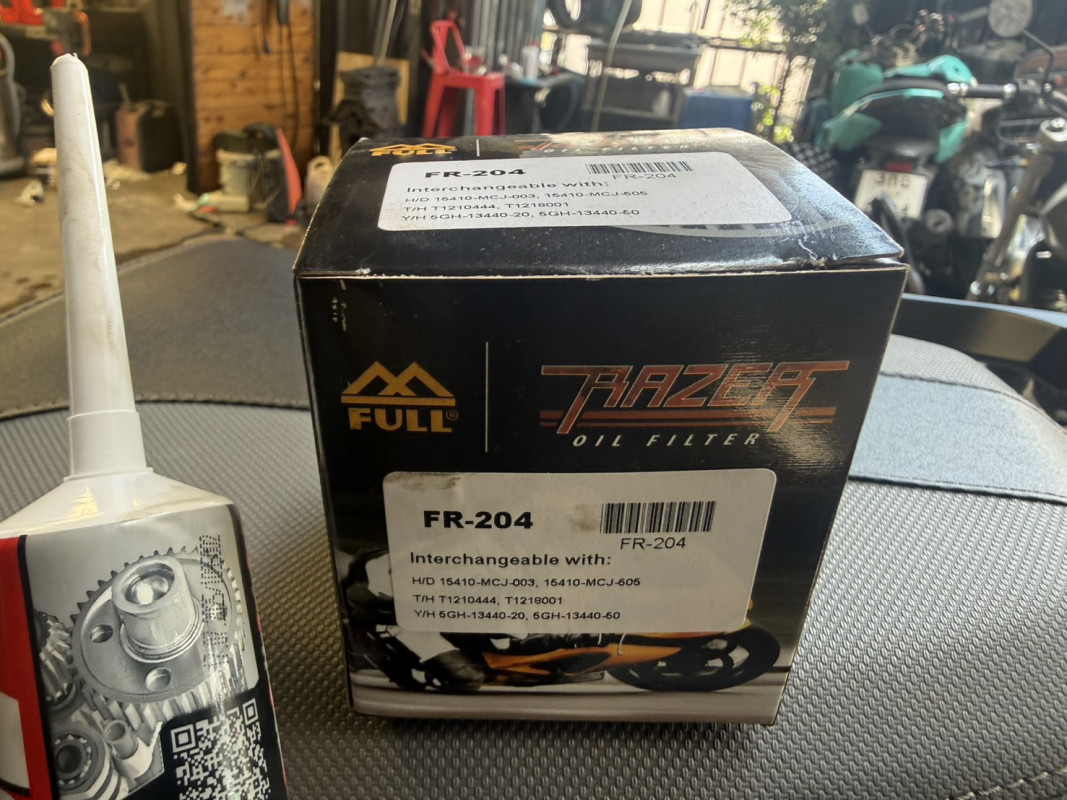 FULL
FR-204
FR-204
Interchangeable with:
H/D 15410-MCJ-003, 15410-MCJ-505
T/H T1210444, T1218001
Y/H 5GH-13440-20, 5GH-13440-50
FULL®
RAZER
OIL FILTER
FR-204
FR-204
Interchangeable with:
H/D 15410-MCJ-003, 15410-MCJ-505
T/H T1210444, T1218001
Y/H 5GH-13440-20, 5GH-13440-50